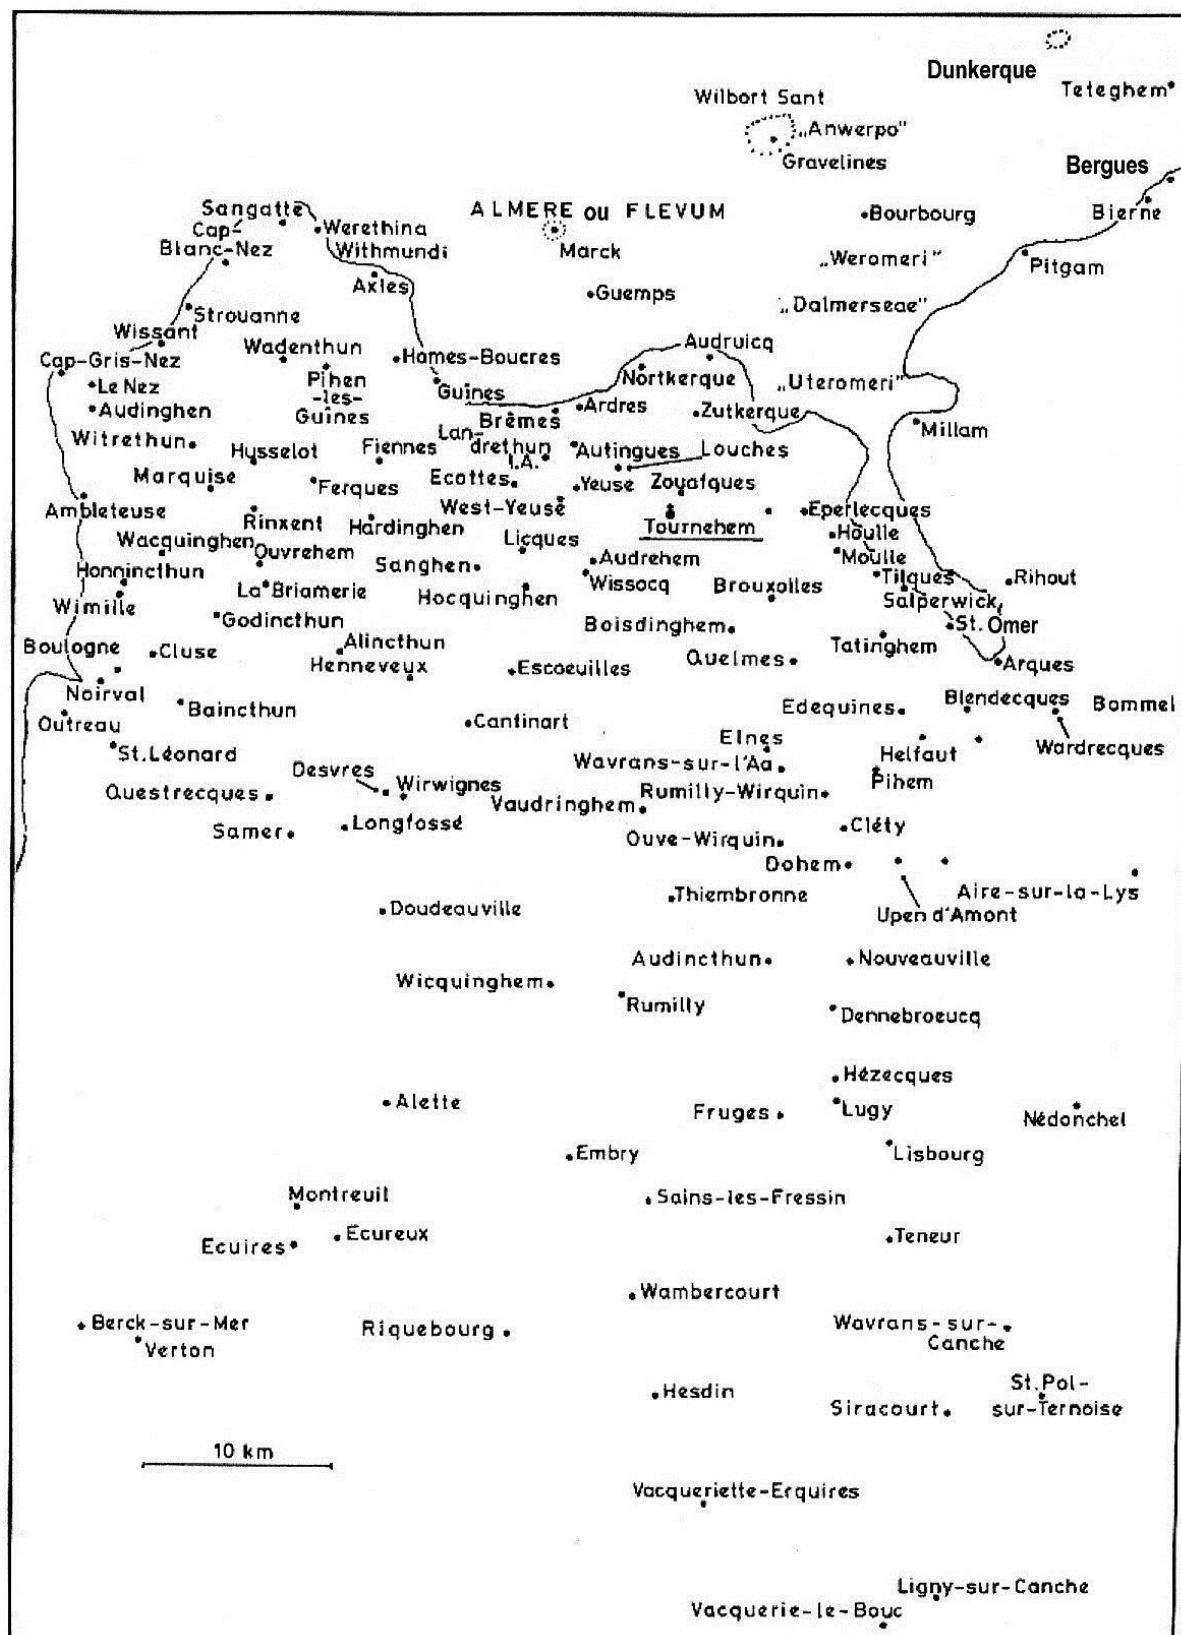 Dunkerque
Teteghem
Wilbort Sant
„Anwerpo"
Gravelines
Bergues
Sangatte
ALMERE ou FLEVUM
Bourbourg
Bierne
Cap-
Blanc-Nez
Werethina
Withmundi
Marck
„Weromeri"
Pitgam
Axles
Guemps
„Dalmerseae"
Strouanne
Wissant
Wadenthun
Hames-Boucres
Audruicq
Cap-Gris-Nez
Le Nez
Pihen
-les-
Guînes
Guînes
Nortkerque
„Uteromeri"
Audinghen
Brêmes
Ardres
Zutkerque
Millam
Witrethun
Hysselot
Fiennes
Lan-
drethun
I.A.
Autingues
Louches
Marquise
Ferques
Ecottes
Yeuse
Zouafques
Ambleteuse
Rinxent
Hardinghen
West-Yeuse
Tournehem
Eperlecques
Wacquinghen
Ouvrehem
Licques
Houlle
Moulle
Honnincthun
Sanghen
Audrehem
Wissocq
Brouxolles
Tilques
Rihout
Wimille
La Briamerie
Hocquinghen
Salperwick
Godincthun
Boisdinghem
St. Omer
Boulogne
Cluse
Alincthun
Henneveux
Escoeuilles
Quelmes
Tatinghem
Arques
Noirval
Outreau
Baincthun
Cantinart
Edequines
Blendecques
Bommel
St. Léonard
Elnes
Helfaut
Wardrecques
Desvres
Wirwignes
Wavrans-sur-l'Aa
Pihem
Questrecques
Vaudringhem
Rumilly-Wirquin
Samer
Longfossé
Ouve-Wirquin
Cléty
Dohem
Thiembronne
Aire-sur-la-Lys
Doudeauville
Upen d'Amont
Audincthun
Nouveauville
Wicquinghem
Rumilly
Dennebroeucq
Hézecques
Alette
Fruges
Lugy
Nédonchel
Embry
Lisbourg
Montreuil
Sains-les-Fressin
Ecuires
Ecureux
Teneur
Wambercourt
Berck-sur-Mer
Verton
Riquebourg
Wavrans-sur-
Canche
Hesdin
Siracourt
St. Pol-
sur-Ternoise
10 km
Vacqueriette-Erquires
Ligny-sur-Canche
Vacquerie-le-Bouc